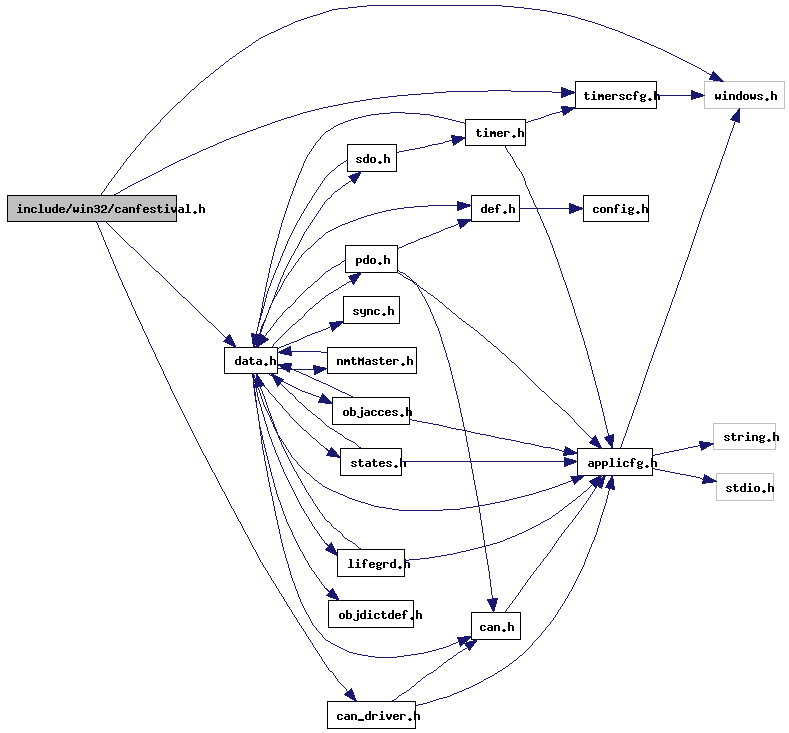 windows.h
timerscfg.h
timer.h
sdo.h
include/win32/canfestival.h
def.h
config.h
pdo.h
sync.h
data.h
nmtMaster.h
objacces.h
string.h
states.h
applicfg.h
stdio.h
lifegrd.h
objdictdef.h
can.h
can_driver.h